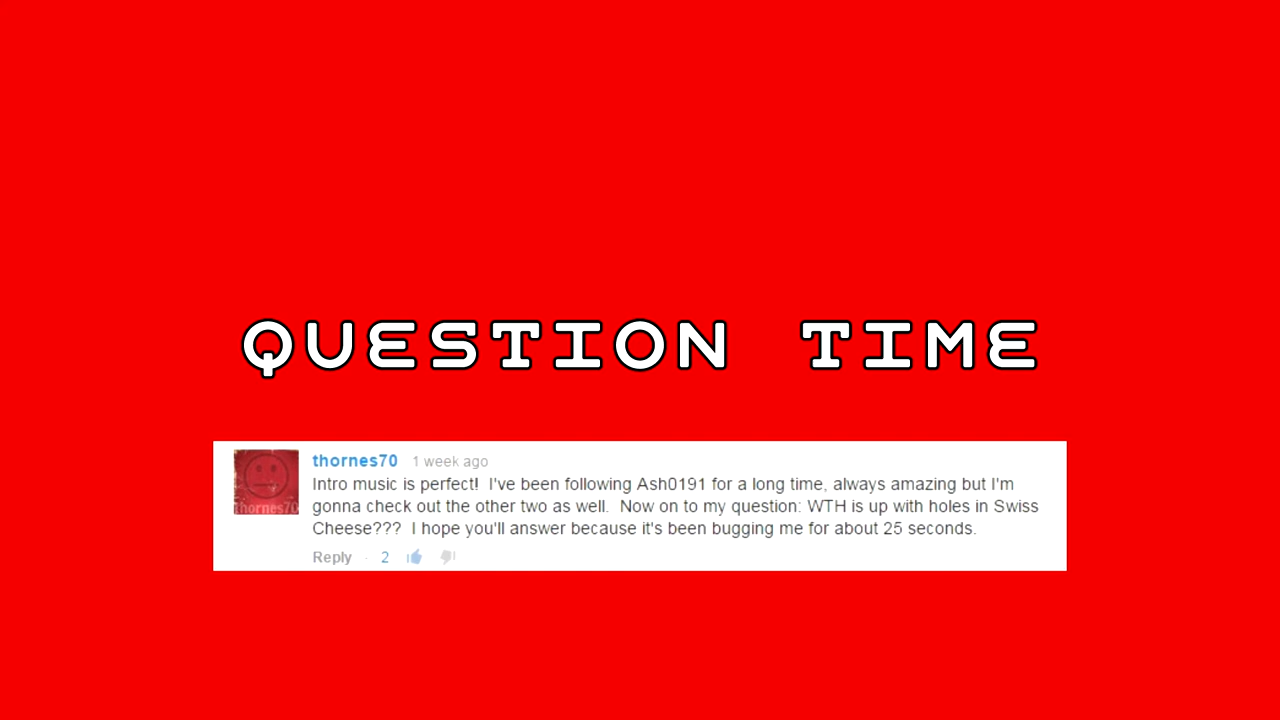 QUESTION TIME
thornes70 1 week ago
Intro music is perfect!  I've been following Ash0191 for a long time, always amazing but I'm
gonna check out the other two as well.  Now on to my question: WTH is up with holes in Swiss
Cheese???  I hope you'll answer because it's been bugging me for about 25 seconds.
thornes70
Reply · 2